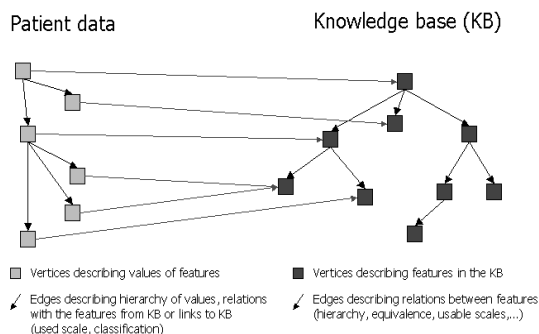 Patient data
Knowledge base (KB)
Vertices describing values of features
Edges describing hierarchy of values, relations
with the features from KB or links to KB
(used scale, classification)
Vertices describing features in the KB
Edges describing relations between features
(hierarchy, equivalence, usable scales,...)